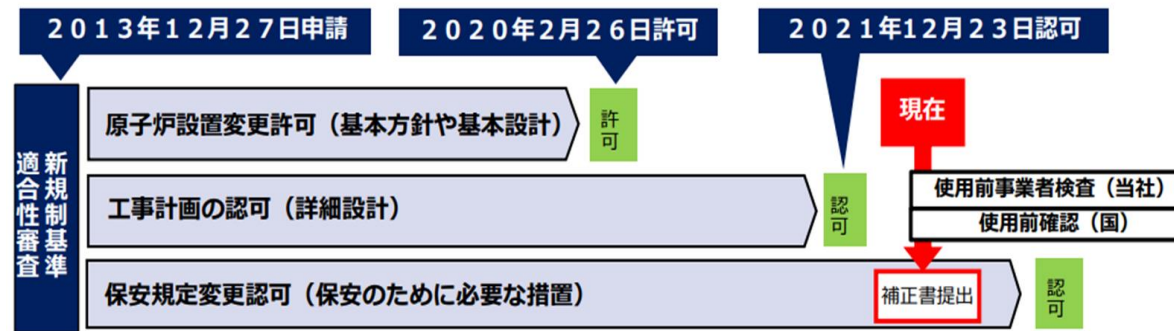 2013年12月27日申請
2020年2月26日許可
2021年12月23日認可
新規制基準
適合性審査
原子炉設置変更許可（基本方針や基本設計）
許可
現在
工事計画の認可（詳細設計）
認可
使用前事業者検査（当社）
使用前確認（国）
保安規定変更認可（保安のために必要な措置）
補正書提出
認可